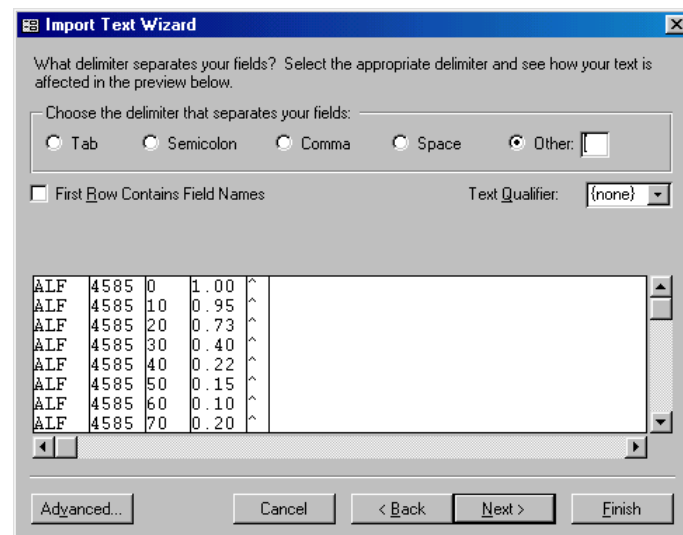 Import Text Wizard
What delimiter separates your fields? Select the appropriate delimiter and see how your text is
affected in the preview below.
Choose the delimiter that separates your fields:
Tab Semicolon Comma Space Other:
First Row Contains Field Names Text Qualifier: {none}
ALF 4585 0 1.00 ^
ALF 4585 10 0.95 ^
ALF 4585 20 0.73 ^
ALF 4585 30 0.40 ^
ALF 4585 40 0.22 ^
ALF 4585 50 0.15 ^
ALF 4585 60 0.10 ^
ALF 4585 70 0.20 ^
Advanced... Cancel < Back Next > Finish